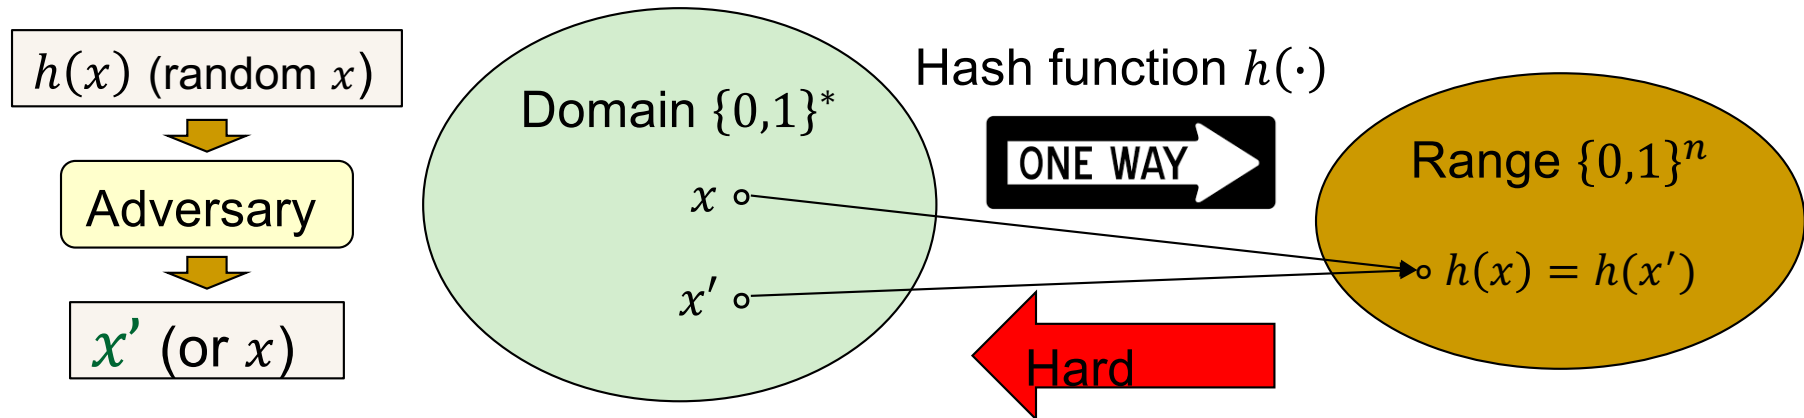 h(x) (random x)
Adversary
x’ (or x)
Domain {0,1}*
x
x′
Hash function h(·)
ONE WAY
Hard
Range {0,1}ⁿ
h(x) = h(x′)